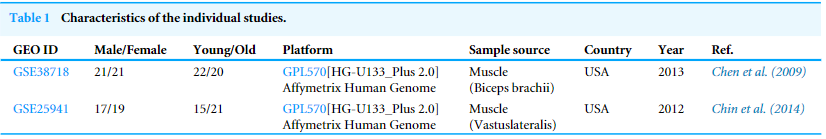 Table 1 Characteristics of the individual studies.
GEO ID Male/Female Young/Old Platform Sample source Country Year Ref.
GSE38718 21/21 22/20 GPL570[HG-U133_Plus 2.0] Muscle USA 2013 Chen et al. (2009)
Affymetrix Human Genome (Biceps brachii)
GSE25941 17/19 15/21 GPL570[HG-U133_Plus 2.0] Muscle USA 2012 Chin et al. (2014)
Affymetrix Human Genome (Vastuslateralis)